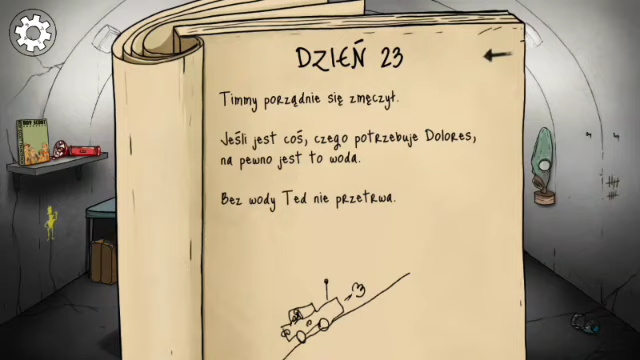 DZIEŃ 23
Timmy porządnie się zmęczył.
Jeśli jest coś, czego potrzebuje Dolores,
na pewno jest to woda.
Bez wody Ted nie przetrwa.